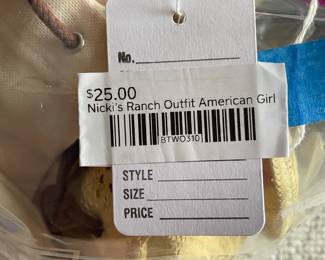 No.
$25.00
Nicki's Ranch Outfit American Girl
BTWO310
STYLE
SIZE
PRICE